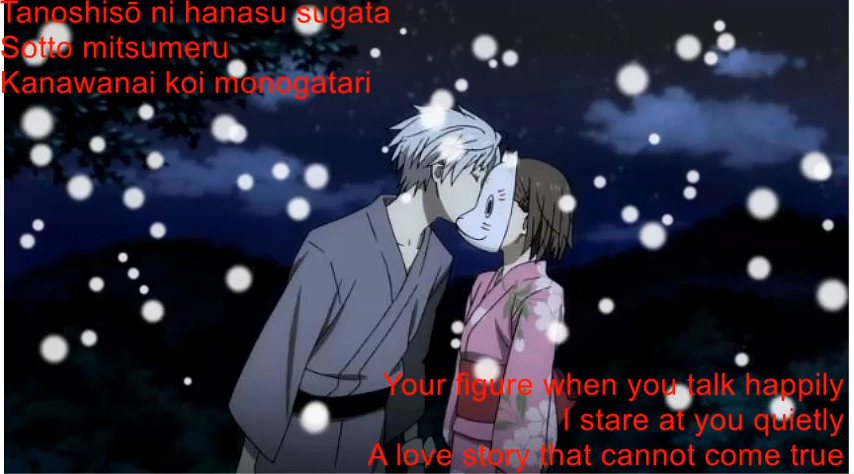 Tanoshisō ni hanasu sugata
Sotto mitsumeru
Kanawanai koi monogatari
Your figure when you talk happily
I stare at you quietly
A love story that cannot come true